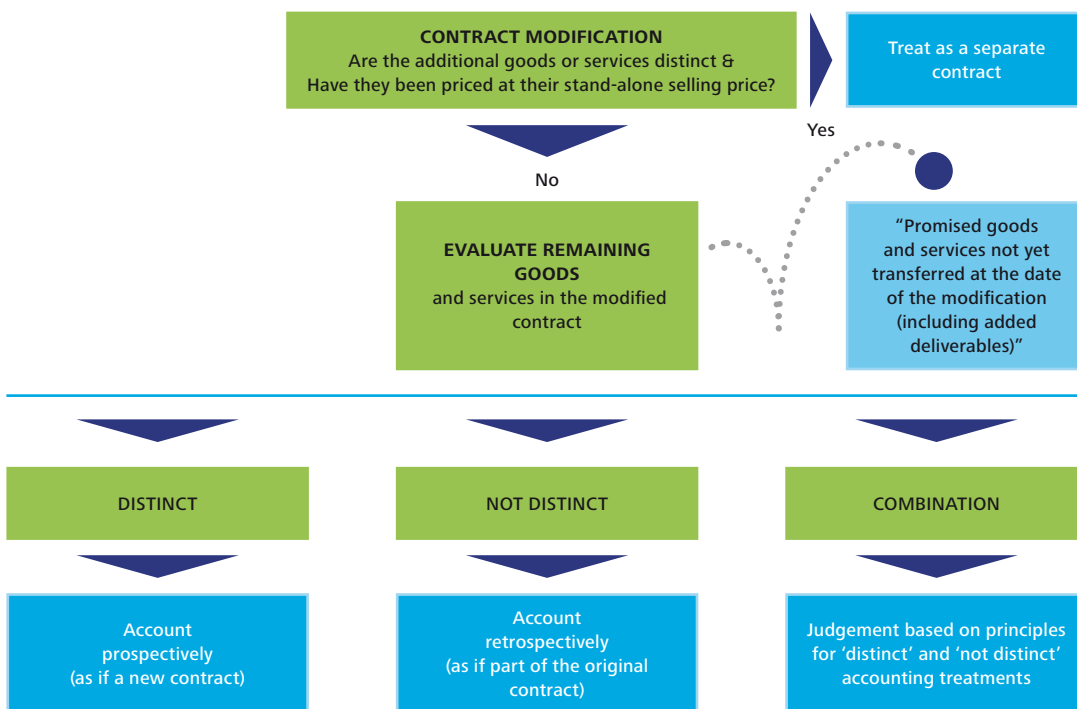 CONTRACT MODIFICATION
Are the additional goods or services distinct &
Have they been priced at their stand-alone selling price?
Treat as a separate
contract
Yes
No
EVALUATE REMAINING
GOODS
and services in the modified
contract
“Promised goods
and services not yet
transferred at the date
of the modification
(including added
deliverables)”
DISTINCT
NOT DISTINCT
COMBINATION
Account
prospectively
(as if a new contract)
Account
retrospectively
(as if part of the original
contract)
Judgement based on principles
for ‘distinct’ and ‘not distinct’
accounting treatments